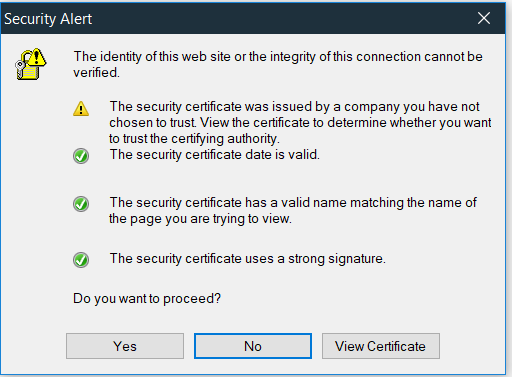 Security Alert
The identity of this web site or the integrity of this connection cannot be
verified.
The security certificate was issued by a company you have not
chosen to trust. View the certificate to determine whether you want
to trust the certifying authority.
The security certificate date is valid.
The security certificate has a valid name matching the name of
the page you are trying to view.
The security certificate uses a strong signature.
Do you want to proceed?
Yes
No
View Certificate